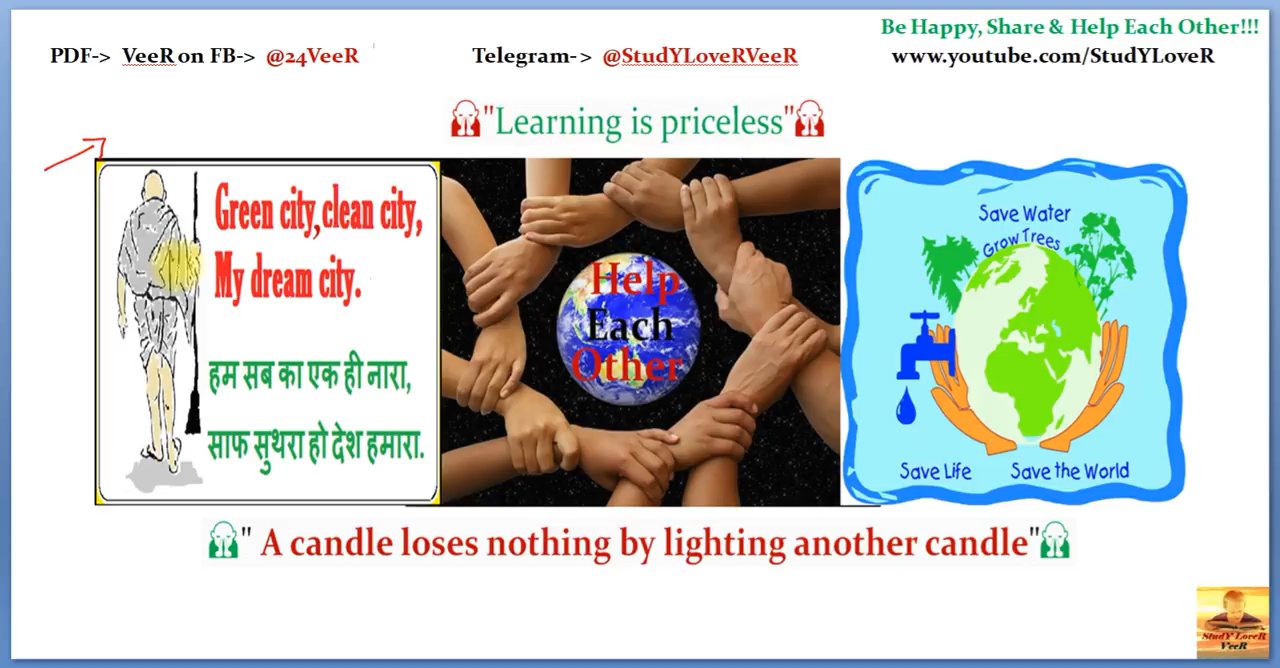 Be Happy, Share & Help Each Other!!!
PDF-> VeeR on FB-> @24VeeR Telegram-> @StudYLoveRVeeR www.youtube.com/StudYLoveR
"Learning is priceless"
Green city, clean city,
My dream city.
हम सब का एक ही नारा,
साफ सुथरा हो देश हमारा.
Help
Each
Other
Save Water
Grow Trees
Save Life Save the World
" A candle loses nothing by lighting another candle"
StudY LoveR
VeeR